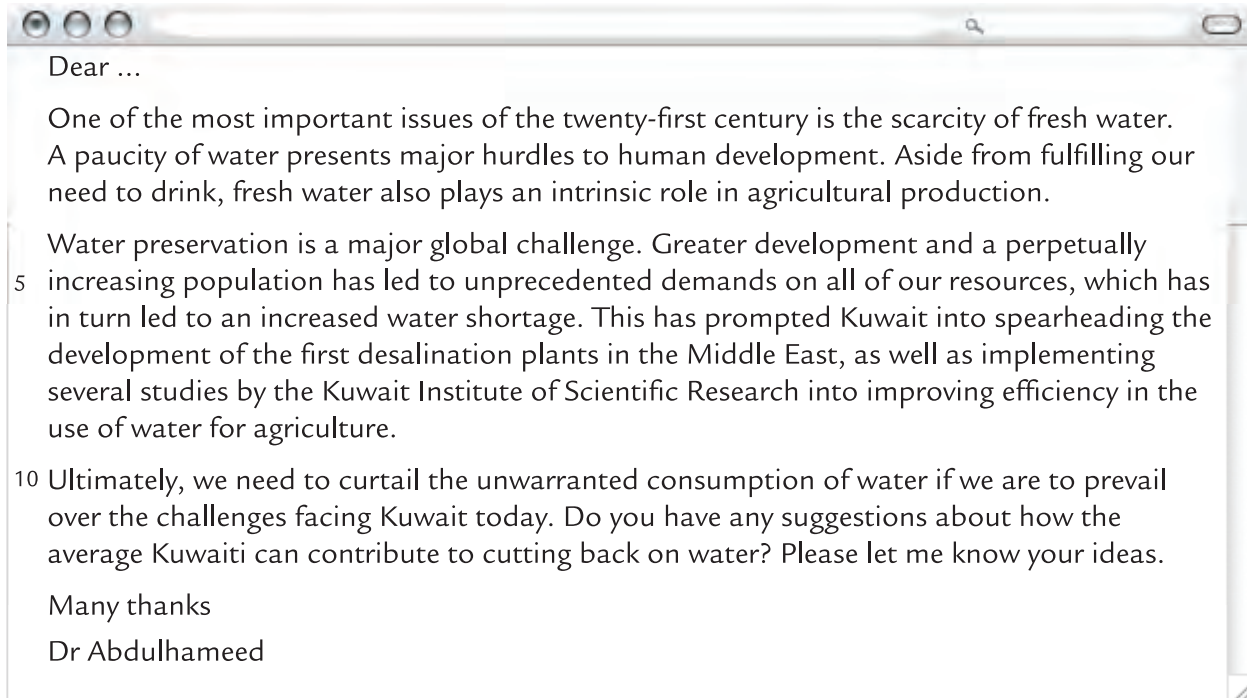 Dear ...
One of the most important issues of the twenty-first century is the scarcity of fresh water.
A paucity of water presents major hurdles to human development. Aside from fulfilling our
need to drink, fresh water also plays an intrinsic role in agricultural production.
Water preservation is a major global challenge. Greater development and a perpetually
5 increasing population has led to unprecedented demands on all of our resources, which has
in turn led to an increased water shortage. This has prompted Kuwait into spearheading the
development of the first desalination plants in the Middle East, as well as implementing
several studies by the Kuwait Institute of Scientific Research into improving efficiency in the
use of water for agriculture.
10 Ultimately, we need to curtail the unwarranted consumption of water if we are to prevail
over the challenges facing Kuwait today. Do you have any suggestions about how the
average Kuwaiti can contribute to cutting back on water? Please let me know your ideas.
Many thanks
Dr Abdulhameed